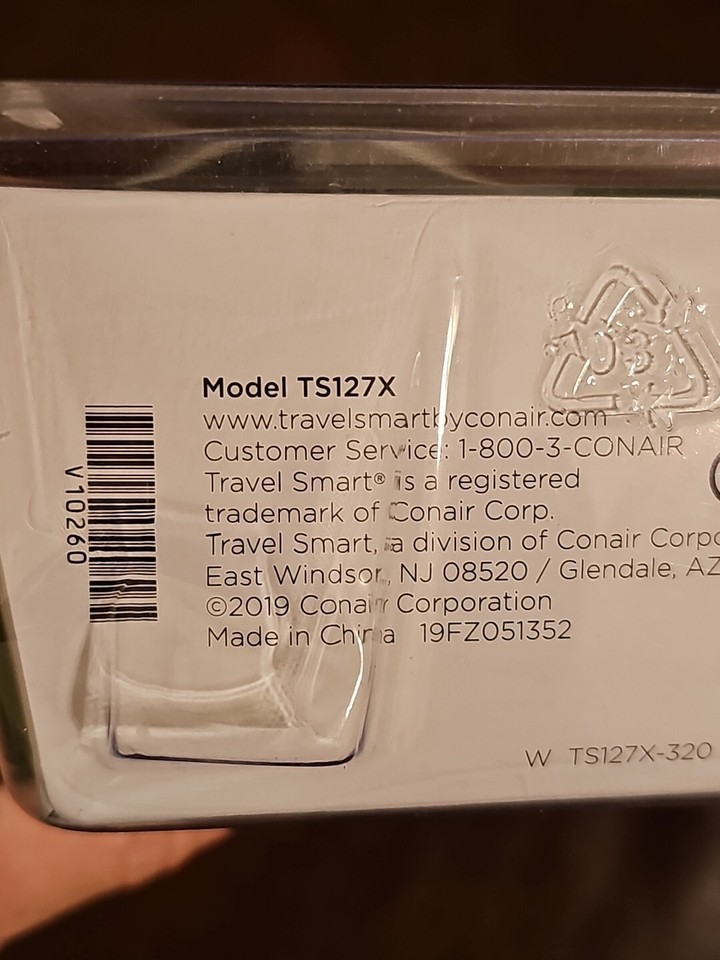 03
Model TS127X
www.travelsmartbyconair.com
Customer Service: 1-800-3-CONAIR
Travel Smart® is a registered
trademark of Conair Corp.
Travel Smart, a division of Conair Corpo
East Windsor, NJ 08520 / Glendale, AZ
©2019 Conair Corporation
Made in China 19FZ051352
V10260
W TS127X-320